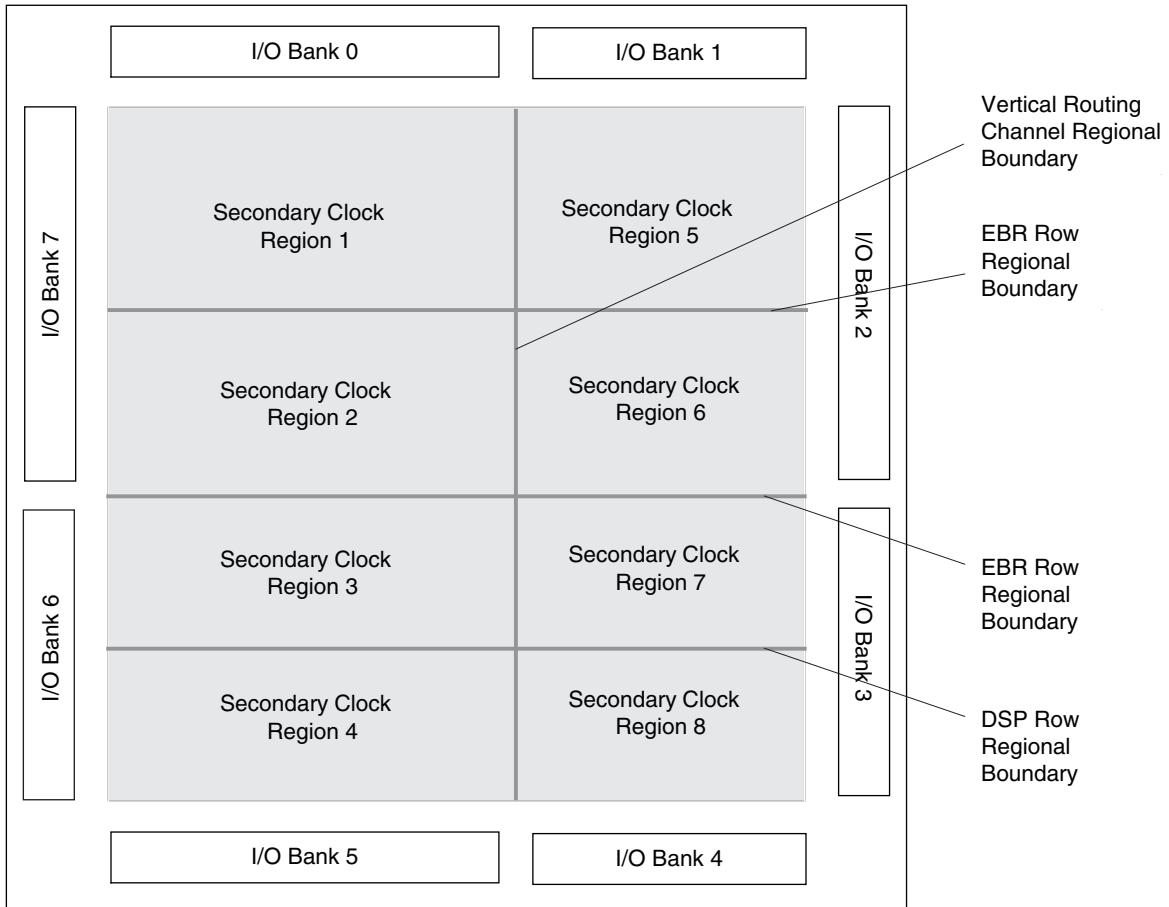 I/O Bank 0
I/O Bank 1
Vertical Routing
Channel Regional
Boundary
I/O Bank 7
Secondary Clock
Region 1
Secondary Clock
Region 5
I/O Bank 2
EBR Row
Regional
Boundary
Secondary Clock
Region 2
Secondary Clock
Region 6
I/O Bank 6
Secondary Clock
Region 3
Secondary Clock
Region 7
I/O Bank 3
EBR Row
Regional
Boundary
Secondary Clock
Region 4
Secondary Clock
Region 8
DSP Row
Regional
Boundary
I/O Bank 5
I/O Bank 4